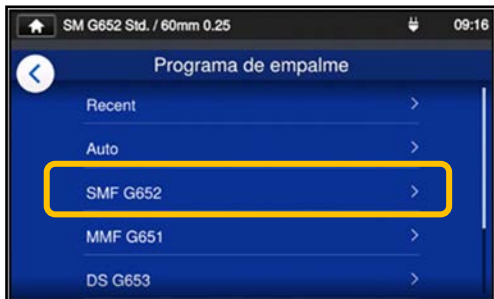 SM G652 Std. / 60mm 0.25 09:16
Programa de empalme
Recent
Auto
SMF G652
MMF G651
DS G653